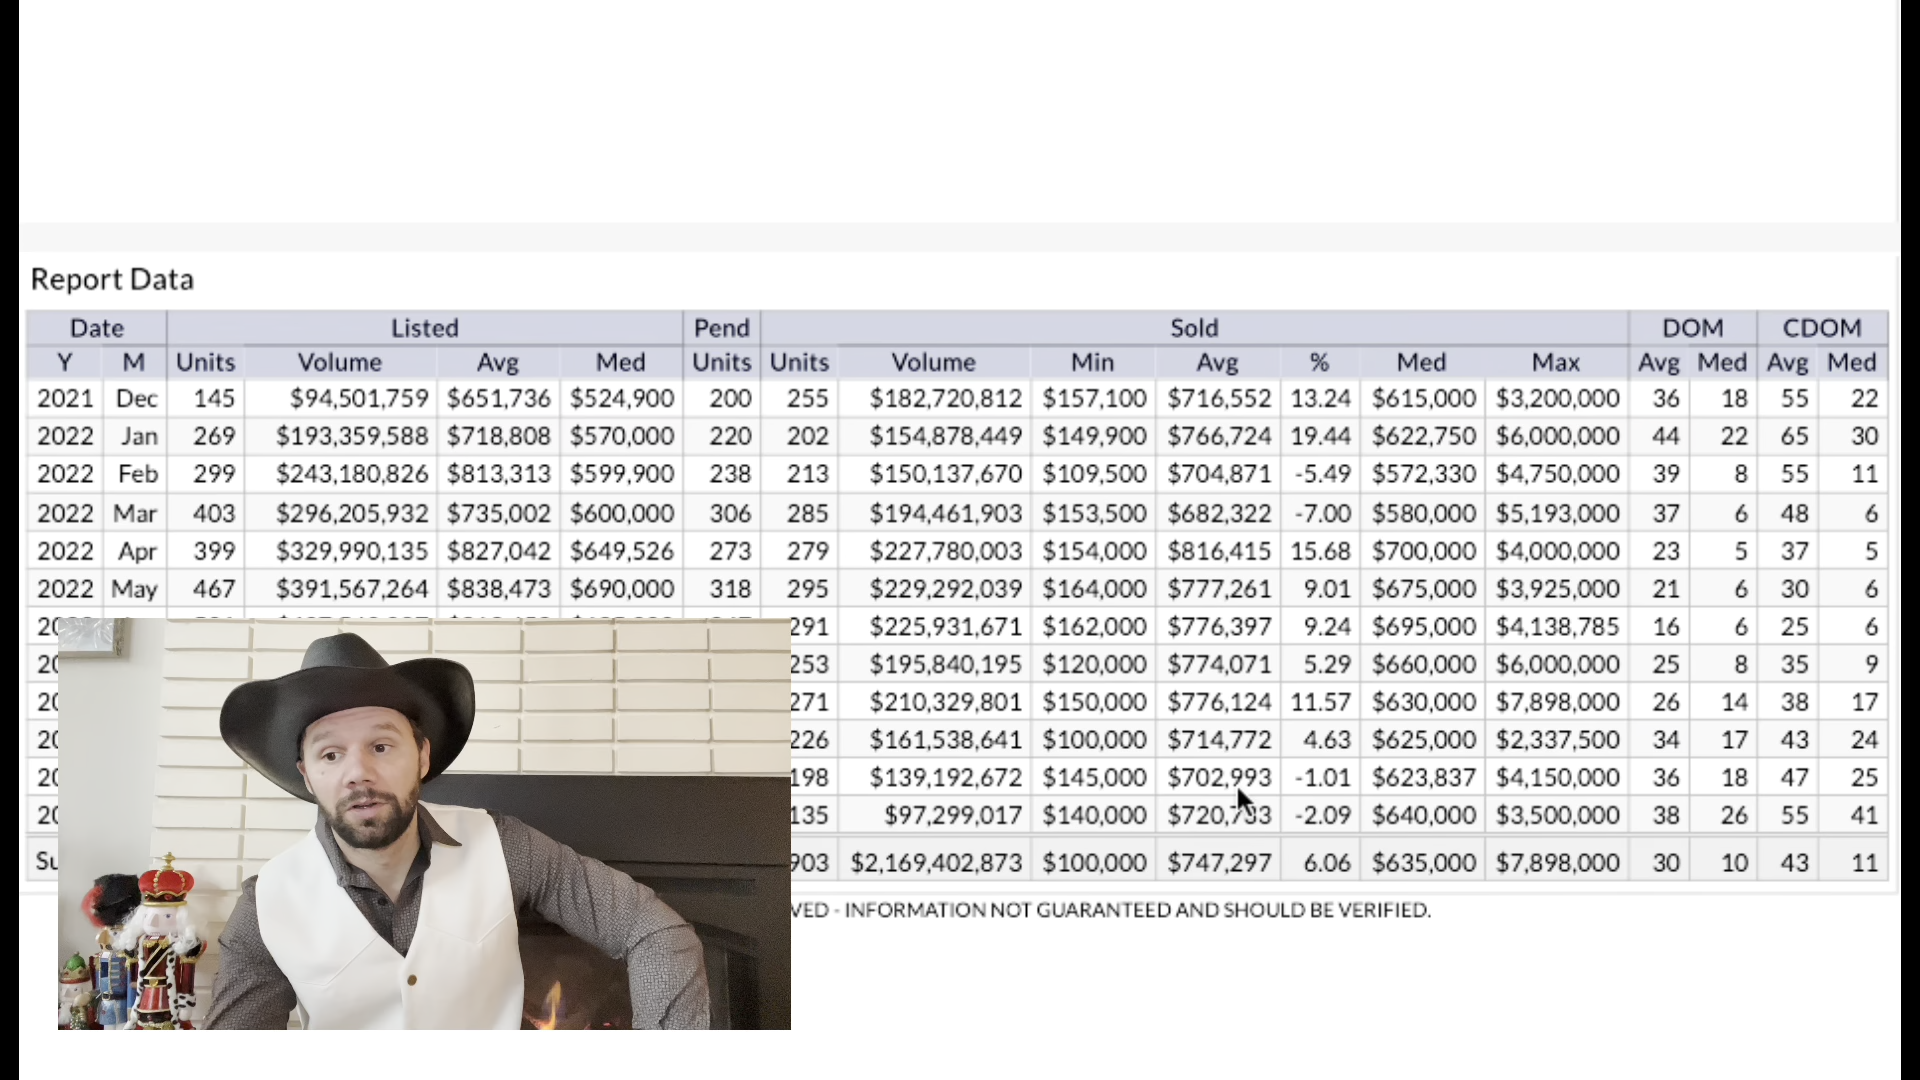 Report Data
Date Listed Pend Sold DOM CDOM
Y M Units Volume Avg Med Units Units Volume Min Avg % Med Max Avg Med Avg Med
2021 Dec 145 $94,501,759 $651,736 $524,900 200 255 $182,720,812 $157,100 $716,552 13.24 $615,000 $3,200,000 36 18 55 22
2022 Jan 269 $193,359,588 $718,808 $570,000 220 202 $154,878,449 $149,900 $766,724 19.44 $622,750 $6,000,000 44 22 65 30
2022 Feb 299 $243,180,826 $813,313 $599,900 238 213 $150,137,670 $109,500 $704,871 -5.49 $572,330 $4,750,000 39 8 55 11
2022 Mar 403 $296,205,932 $735,002 $600,000 306 285 $194,461,903 $153,500 $682,322 -7.00 $580,000 $5,193,000 37 6 48 6
2022 Apr 399 $329,990,135 $827,042 $649,526 273 279 $227,780,003 $154,000 $816,415 15.68 $700,000 $4,000,000 23 5 37 5
2022 May 467 $391,567,264 $838,473 $690,000 318 295 $229,292,039 $164,000 $777,261 9.01 $675,000 $3,925,000 21 6 30 6
291 $225,931,671 $162,000 $776,397 9.24 $695,000 $4,138,785 16 6 25 6
253 $195,840,195 $120,000 $774,071 5.29 $660,000 $6,000,000 25 8 35 9
271 $210,329,801 $150,000 $776,124 11.57 $630,000 $7,898,000 26 14 38 17
226 $161,538,641 $100,000 $714,772 4.63 $625,000 $2,337,500 34 17 43 24
198 $139,192,672 $145,000 $702,993 -1.01 $623,837 $4,150,000 36 18 47 25
135 $97,299,017 $140,000 -2.09 $640,000 $3,500,000 38 26 55 41
903 $2,169,402,873 $100,000 $747,297 6.06 $635,000 $7,898,000 30 10 43 11
VED - INFORMATION NOT GUARANTEED AND SHOULD BE VERIFIED.